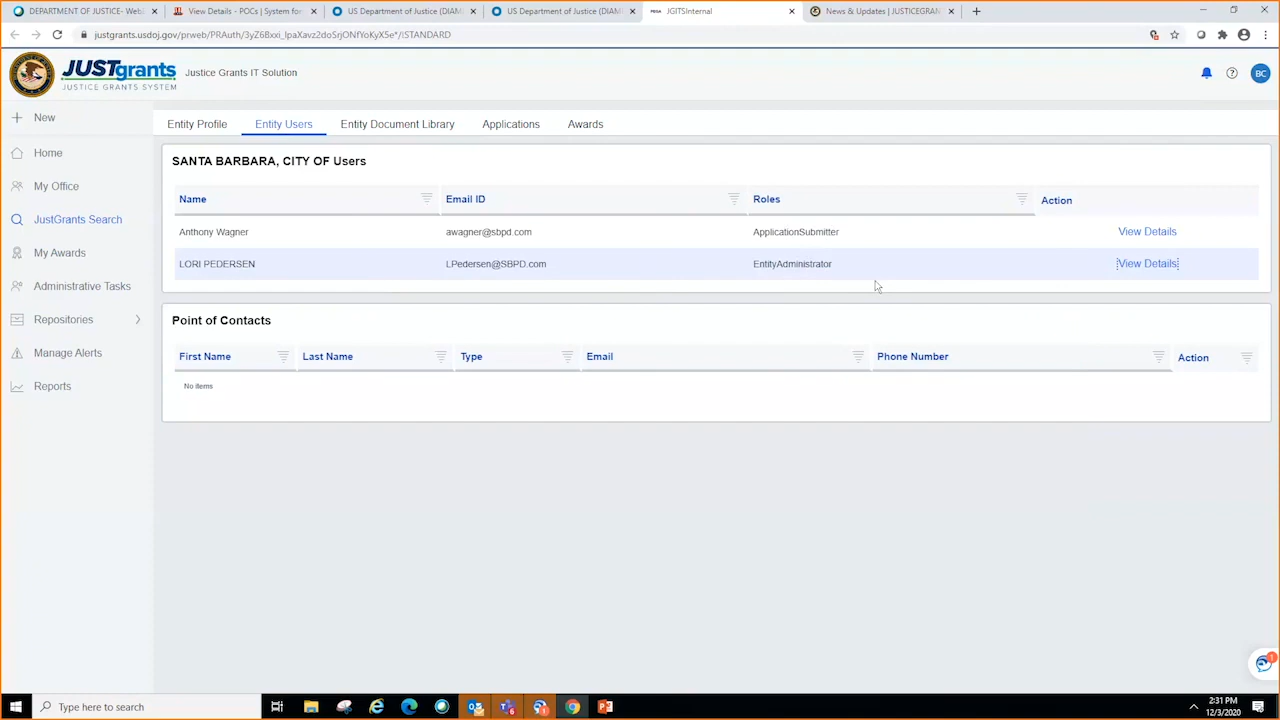 DEPARTMENT OF JUSTICE- Web
View Details - POCs | System for
US Department of Justice (DIAM
US Department of Justice (DIAM
PEGA JGITSInternal
News & Updates | JUSTICEGRAN
justgrants.usdoj.gov/prweb/PRAuth/3yZ6Bxxi_IpaXavz2doSrjONfYoKyX5e*/!STANDARD
JUSTgrants
JUSTICE GRANTS SYSTEM
Justice Grants IT Solution
BC
New
Home
My Office
JustGrants Search
My Awards
Administrative Tasks
Repositories
Manage Alerts
Reports
Entity Profile Entity Users Entity Document Library Applications Awards
SANTA BARBARA, CITY OF Users
Name Email ID Roles Action
Anthony Wagner awagner@sbpd.com ApplicationSubmitter View Details
LORI PEDERSEN LPedersen@SBPD.com EntityAdministrator View Details
Point of Contacts
First Name Last Name Type Email Phone Number Action
No items
1
Type here to search
2:31 PM
12/3/2020